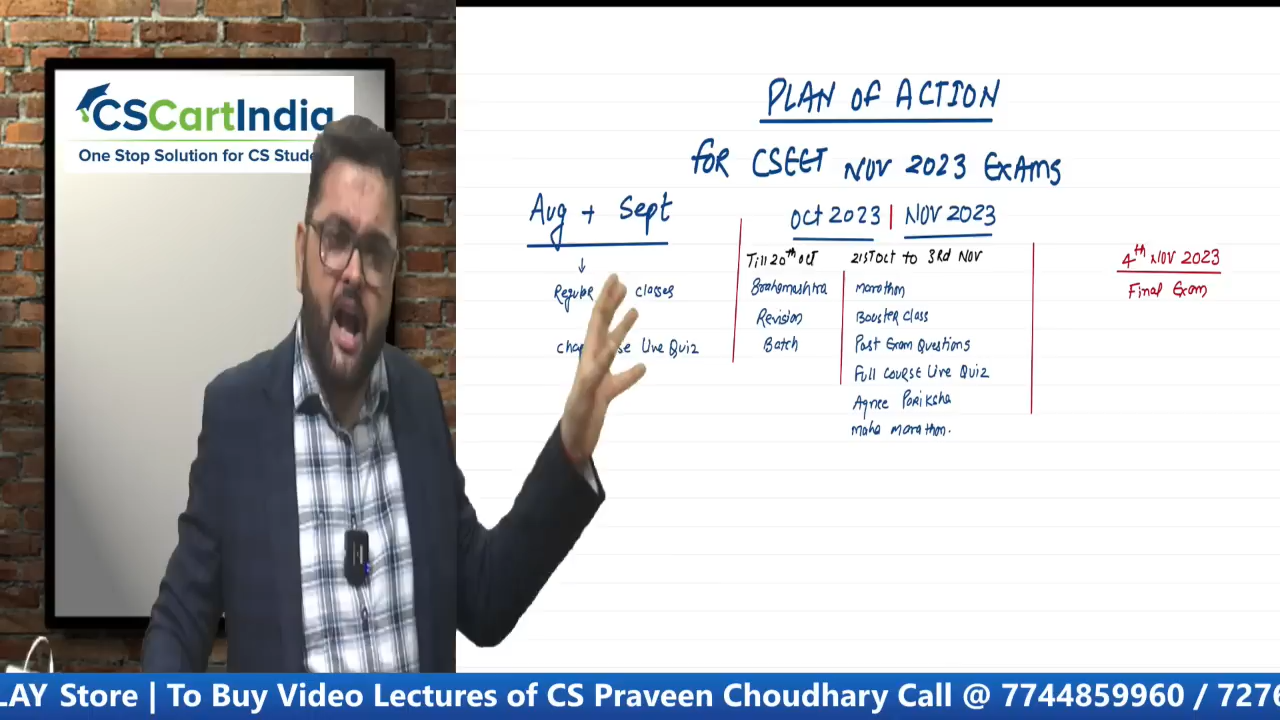 CSCartIndia
One Stop Solution for CS Stude
PLAN OF ACTION
FOR CSEET NOV 2023 EXAMS
Aug + Sept
Regular classes
Live Quiz
OCT 2023 | NOV 2023
Till 20th OCT
Brahamashtra
Revision
Batch
21ST OCT to 3rd NOV
Marathon
Booster Class
Past Exam Questions
Full COURSE Live Quiz
Agnee Pariksha
Maha Marathon.
4th NOV 2023
Final Exam
LAY Store | To Buy Video Lectures of CS Praveen Choudhary Call @ 7744859960 / 7276